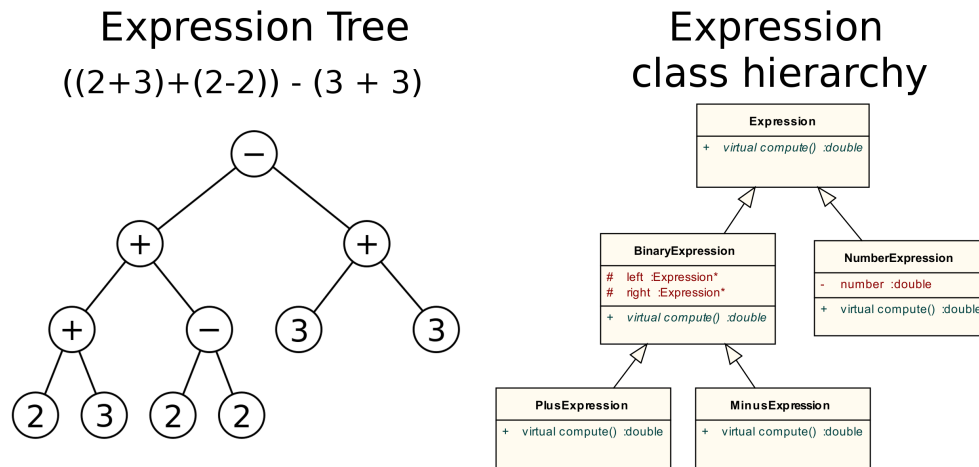 Expression Tree
((2+3)+(2-2)) - (3 + 3)
−
+ +
+ − 3 3
2 3 2 2
Expression
class hierarchy
Expression
+ virtual compute() :double
BinaryExpression
# left :Expression*
# right :Expression*
+ virtual compute() :double
NumberExpression
- number :double
+ virtual compute() :double
PlusExpression
+ virtual compute() :double
MinusExpression
+ virtual compute() :double